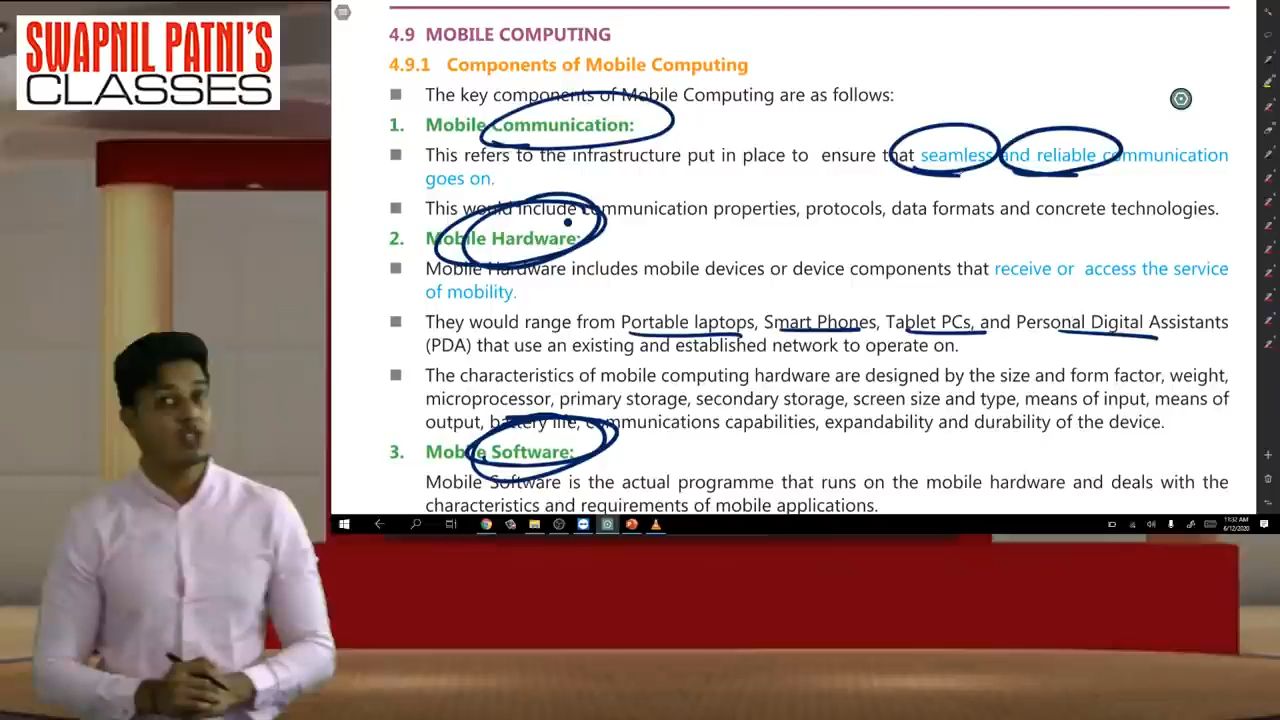 SWAPNIL PATNI'S
CLASSES
4.9 MOBILE COMPUTING
4.9.1 Components of Mobile Computing
■ The key components of Mobile Computing are as follows:
1. Mobile Communication:
■ This refers to the infrastructure put in place to ensure that seamless and reliable communication
goes on.
■ This would include communication properties, protocols, data formats and concrete technologies.
2. Mobile Hardware:
■ Mobile Hardware includes mobile devices or device components that receive or access the service
of mobility.
■ They would range from Portable laptops, Smart Phones, Tablet PCs, and Personal Digital Assistants
(PDA) that use an existing and established network to operate on.
■ The characteristics of mobile computing hardware are designed by the size and form factor, weight,
microprocessor, primary storage, secondary storage, screen size and type, means of input, means of
output, battery life, communications capabilities, expandability and durability of the device.
3. Mobile Software:
Mobile Software is the actual programme that runs on the mobile hardware and deals with the
characteristics and requirements of mobile applications.
11:32 AM
6/12/2020